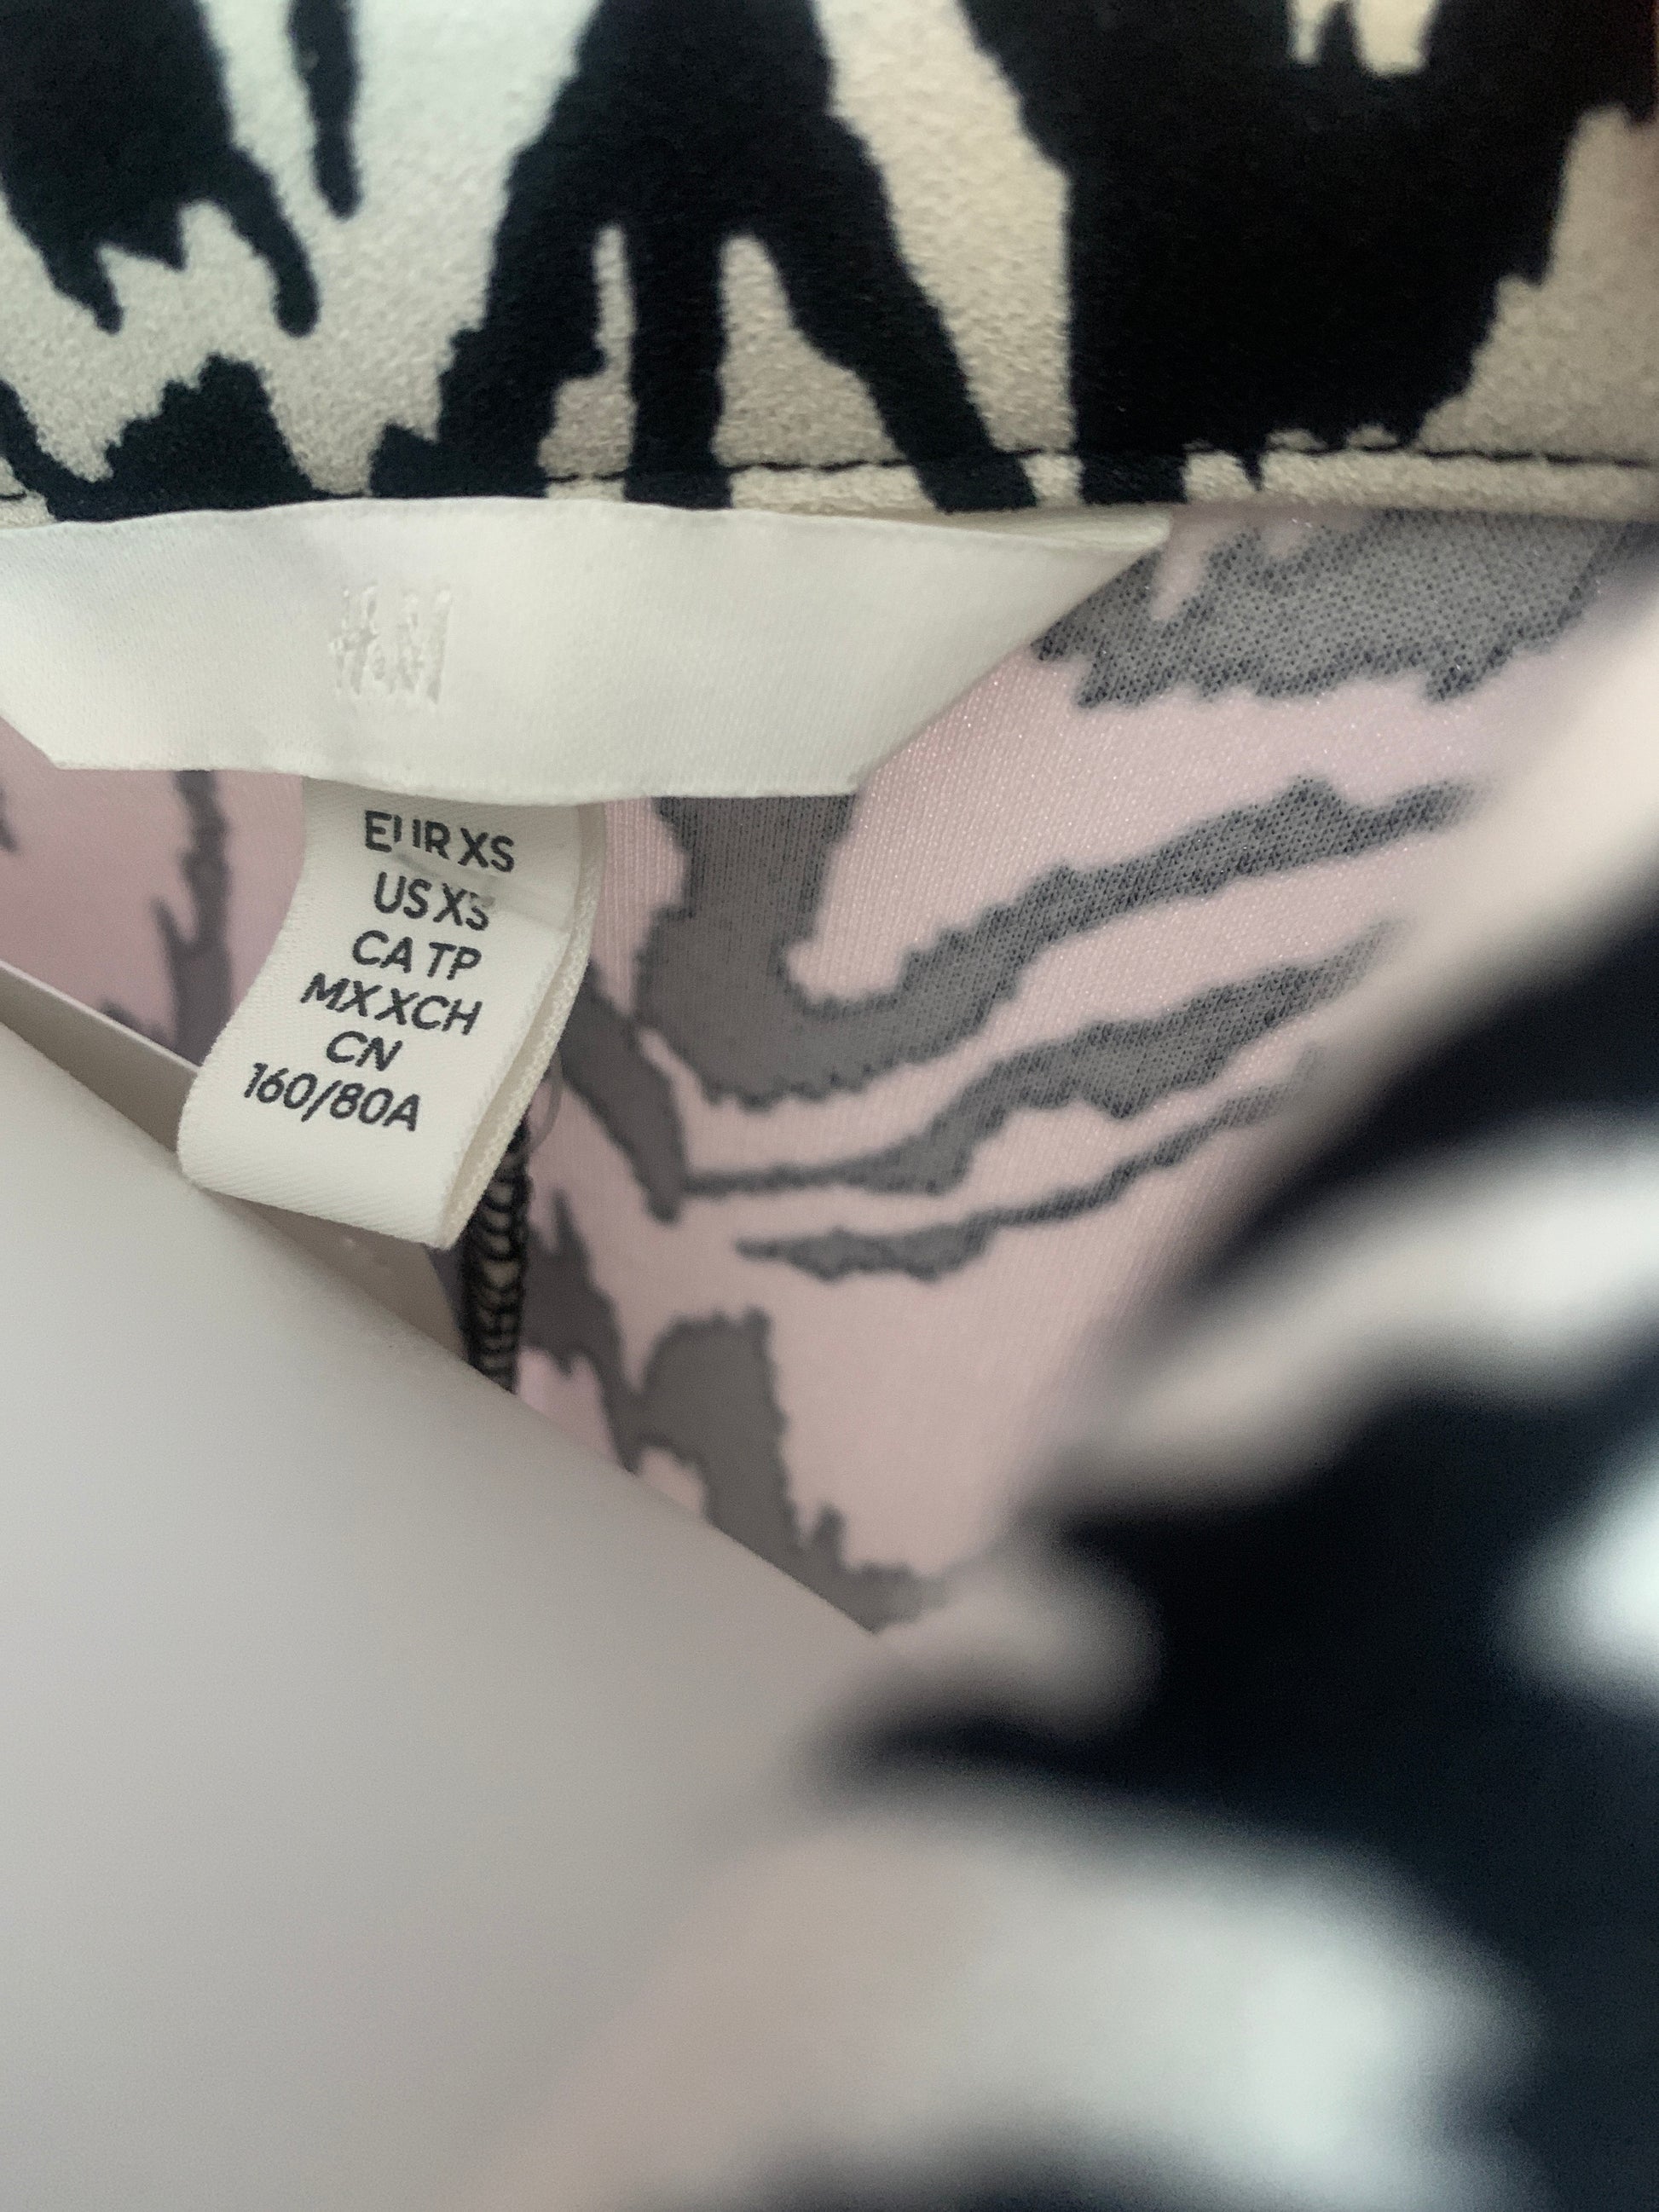 H&M
EUR XS
US XS
CA TP
MX XCH
CN
160/80A